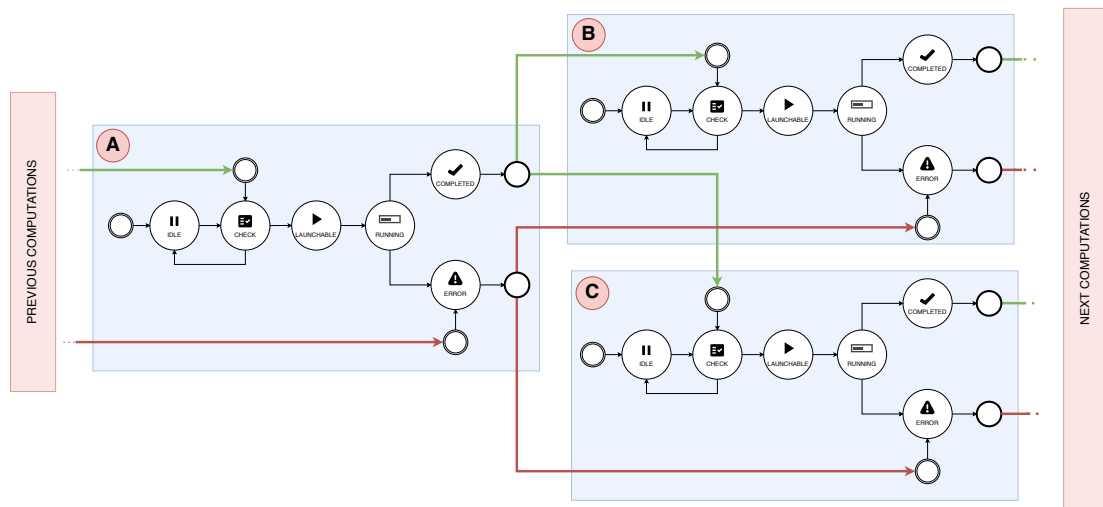 PREVIOUS COMPUTATIONS
A
IDLE
CHECK
LAUNCHABLE
RUNNING
COMPLETED
ERROR
B
IDLE
CHECK
LAUNCHABLE
RUNNING
COMPLETED
ERROR
C
IDLE
CHECK
LAUNCHABLE
RUNNING
COMPLETED
ERROR
NEXT COMPUTATIONS